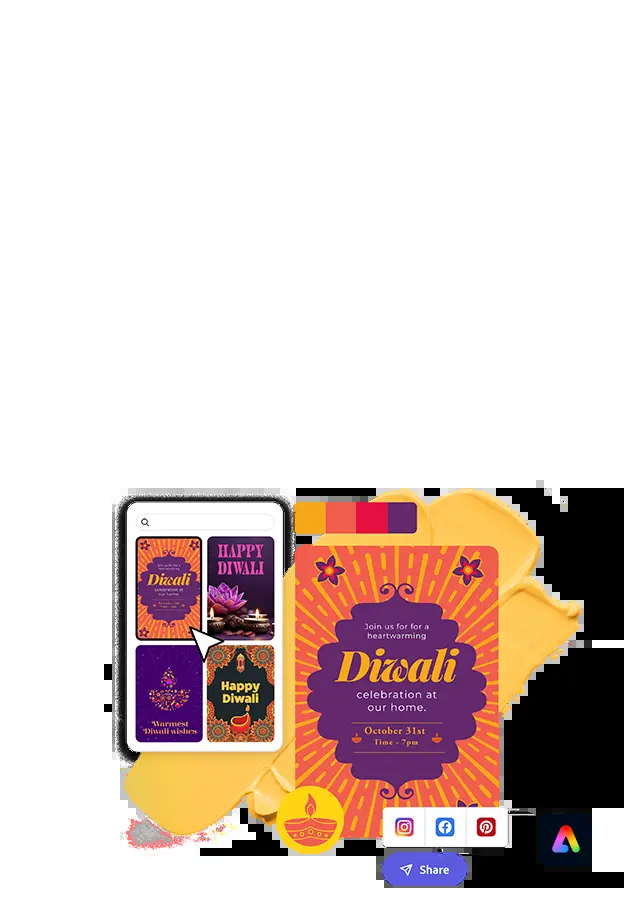 Join us for for a
heartwarming
Diwali
celebration at
our home.
HAPPY
DIWALI
Warmest
Diwali wishes
Happy
Diwali
Join us for for a
heartwarming
Diwali
celebration at
our home.
October 31st
Time - 7pm
Share